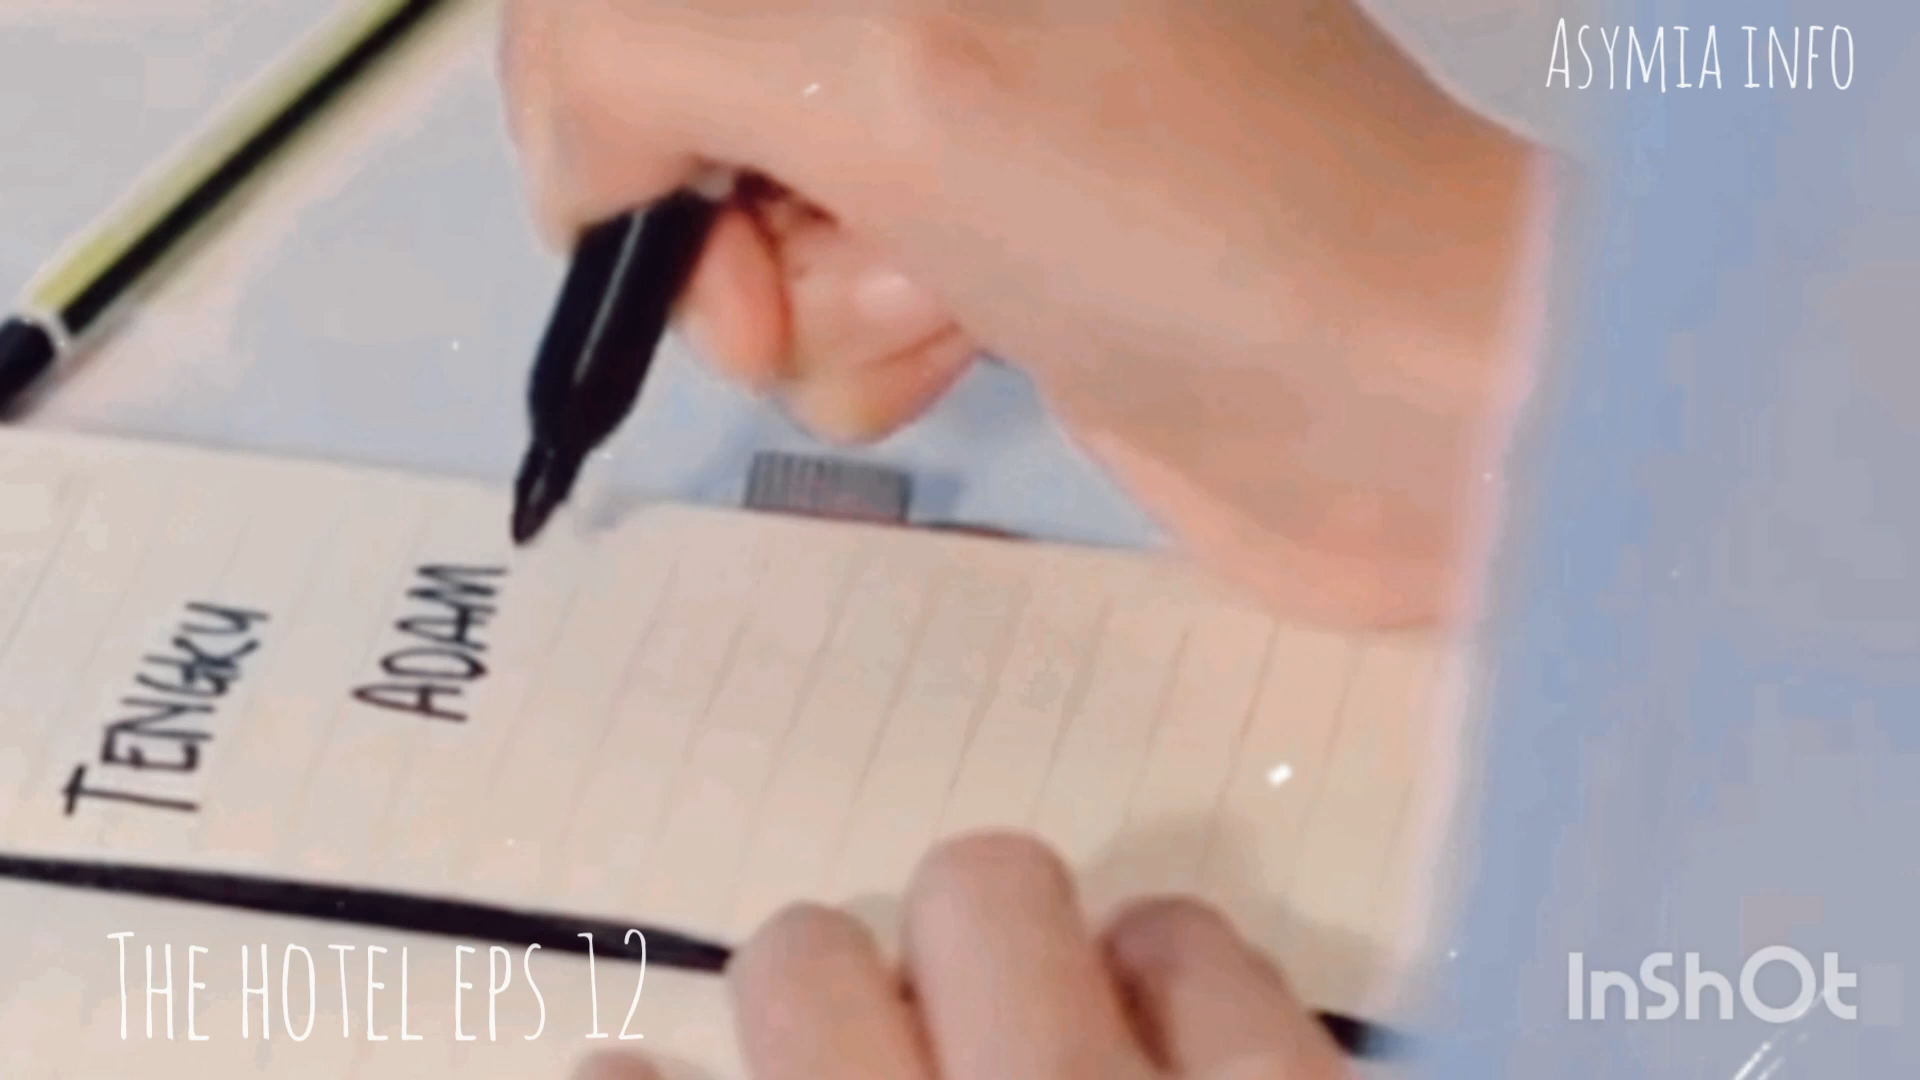 ASYMIA INFO
TENGKU
ADAM
THE HOTEL EPS 12
InShOt